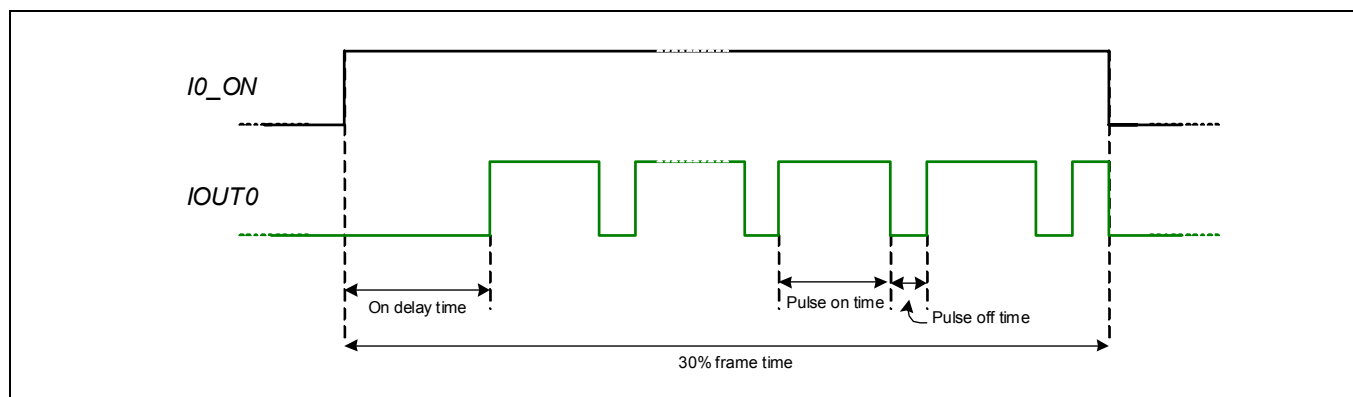 I0_ON
IOUT0
On delay time
Pulse on time
Pulse off time
30% frame time